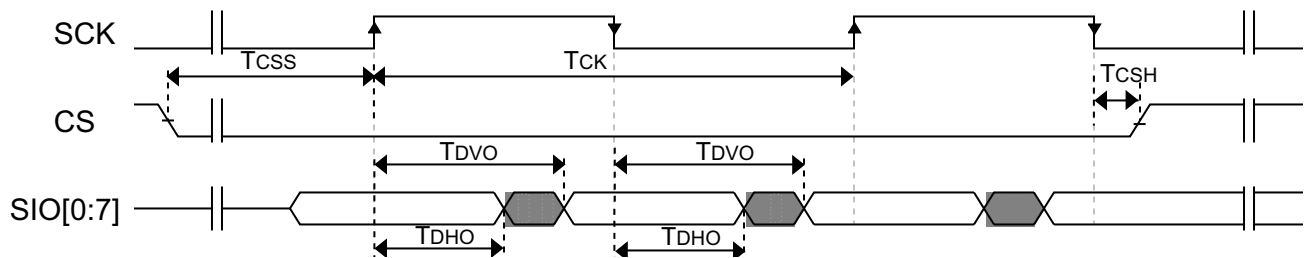 SCK
TCSS
TCK
TCSH
CS
TDVO
TDVO
SIO[0:7]
TDHO
TDHO